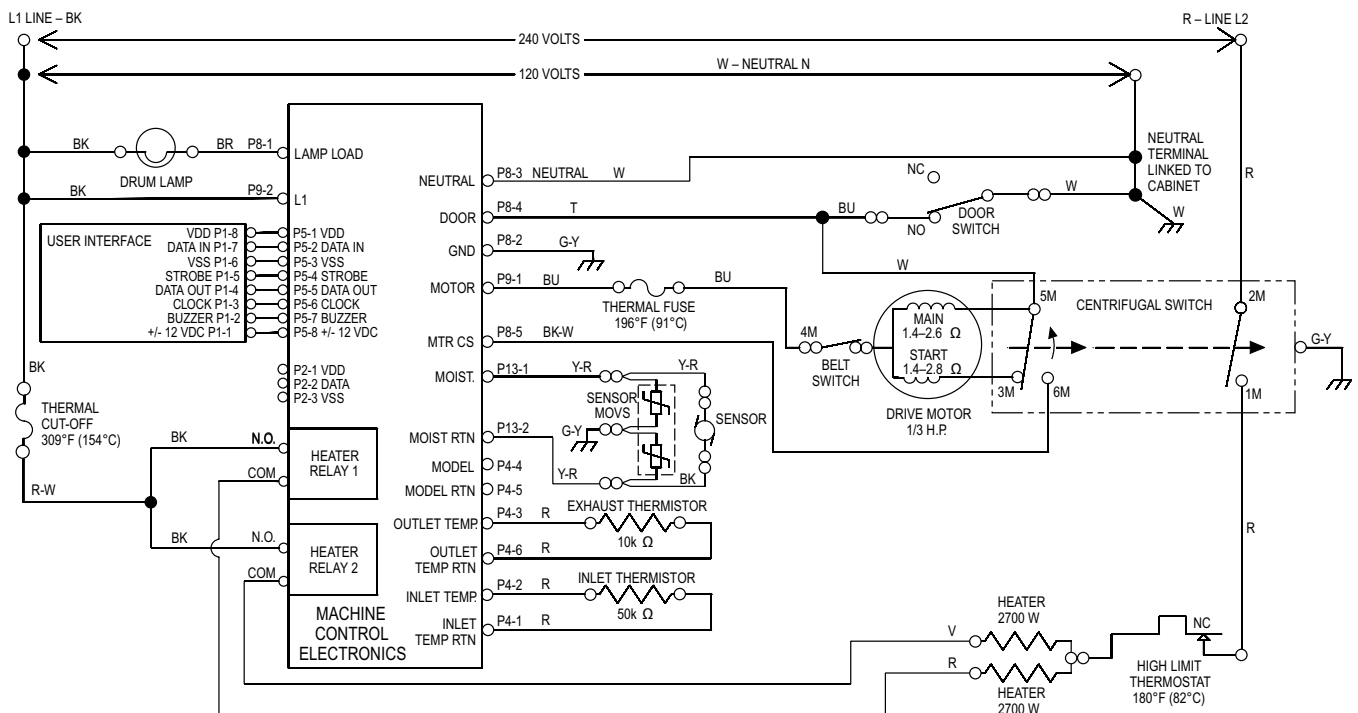 L1 LINE – BK
R – LINE L2
240 VOLTS
120 VOLTS
W – NEUTRAL N
BK
BR
P8-1
LAMP LOAD
DRUM LAMP
BK
P9-2
L1
NEUTRAL
P8-3
NEUTRAL
W
NEUTRAL
TERMINAL
LINKED TO
CABINET
R
NC
W
DOOR
P8-4
T
BU
NO
DOOR
SWITCH
W
USER INTERFACE
VDD P1-8
P5-1 VDD
DATA IN P1-7
P5-2 DATA IN
VSS P1-6
P5-3 VSS
STROBE P1-5
P5-4 STROBE
DATA OUT P1-4
P5-5 DATA OUT
CLOCK P1-3
P5-6 CLOCK
BUZZER P1-2
P5-7 BUZZER
+/- 12 VDC P1-1
P5-8 +/- 12 VDC
GND
P8-2
G-Y
W
MOTOR
P9-1
BU
BU
THERMAL FUSE
196°F (91°C)
5M
CENTRIFUGAL SWITCH
2M
MAIN
1.4–2.6 Ω
MTR CS
P8-5
BK-W
4M
BELT
SWITCH
START
1.4–2.8 Ω
G-Y
3M
6M
1M
DRIVE MOTOR
1/3 H.P.
BK
P2-1 VDD
P2-2 DATA
P2-3 VSS
MOIST.
P13-1
Y-R
Y-R
SENSOR
MOVS
SENSOR
THERMAL
CUT-OFF
309°F (154°C)
G-Y
MOIST RTN
P13-2
Y-R
BK
BK
N.O.
HEATER
RELAY 1
COM
MODEL
P4-4
MODEL RTN
P4-5
R-W
EXHAUST THERMISTOR
OUTLET TEMP.
P4-3
R
10k Ω
OUTLET
TEMP RTN
P4-6
R
R
BK
N.O.
HEATER
RELAY 2
COM
INLET THERMISTOR
INLET TEMP.
P4-2
R
50k Ω
INLET
TEMP RTN
P4-1
R
MACHINE
CONTROL
ELECTRONICS
HEATER
2700 W
V
NC
R
HIGH LIMIT
THERMOSTAT
180°F (82°C)
HEATER
2700 W